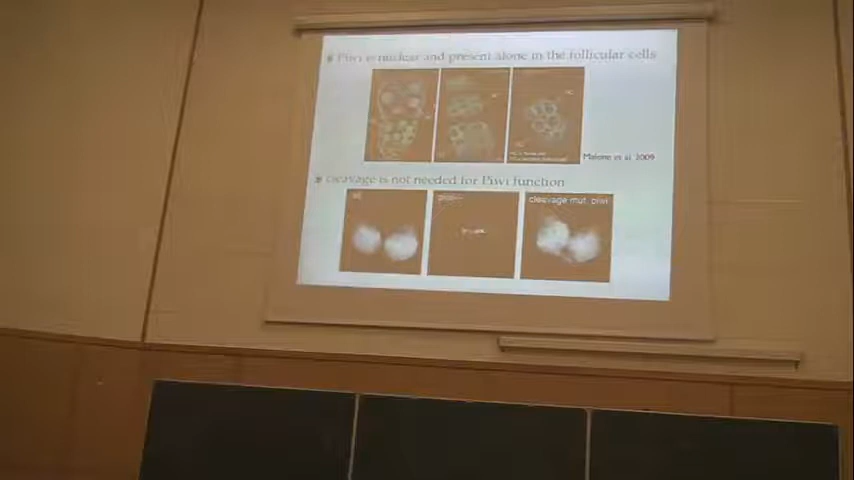 Piwi is nuclear and present alone in the follicular cells
Malone et al 2009
cleavage is not needed for Piwi function
cleavage mut. piwi